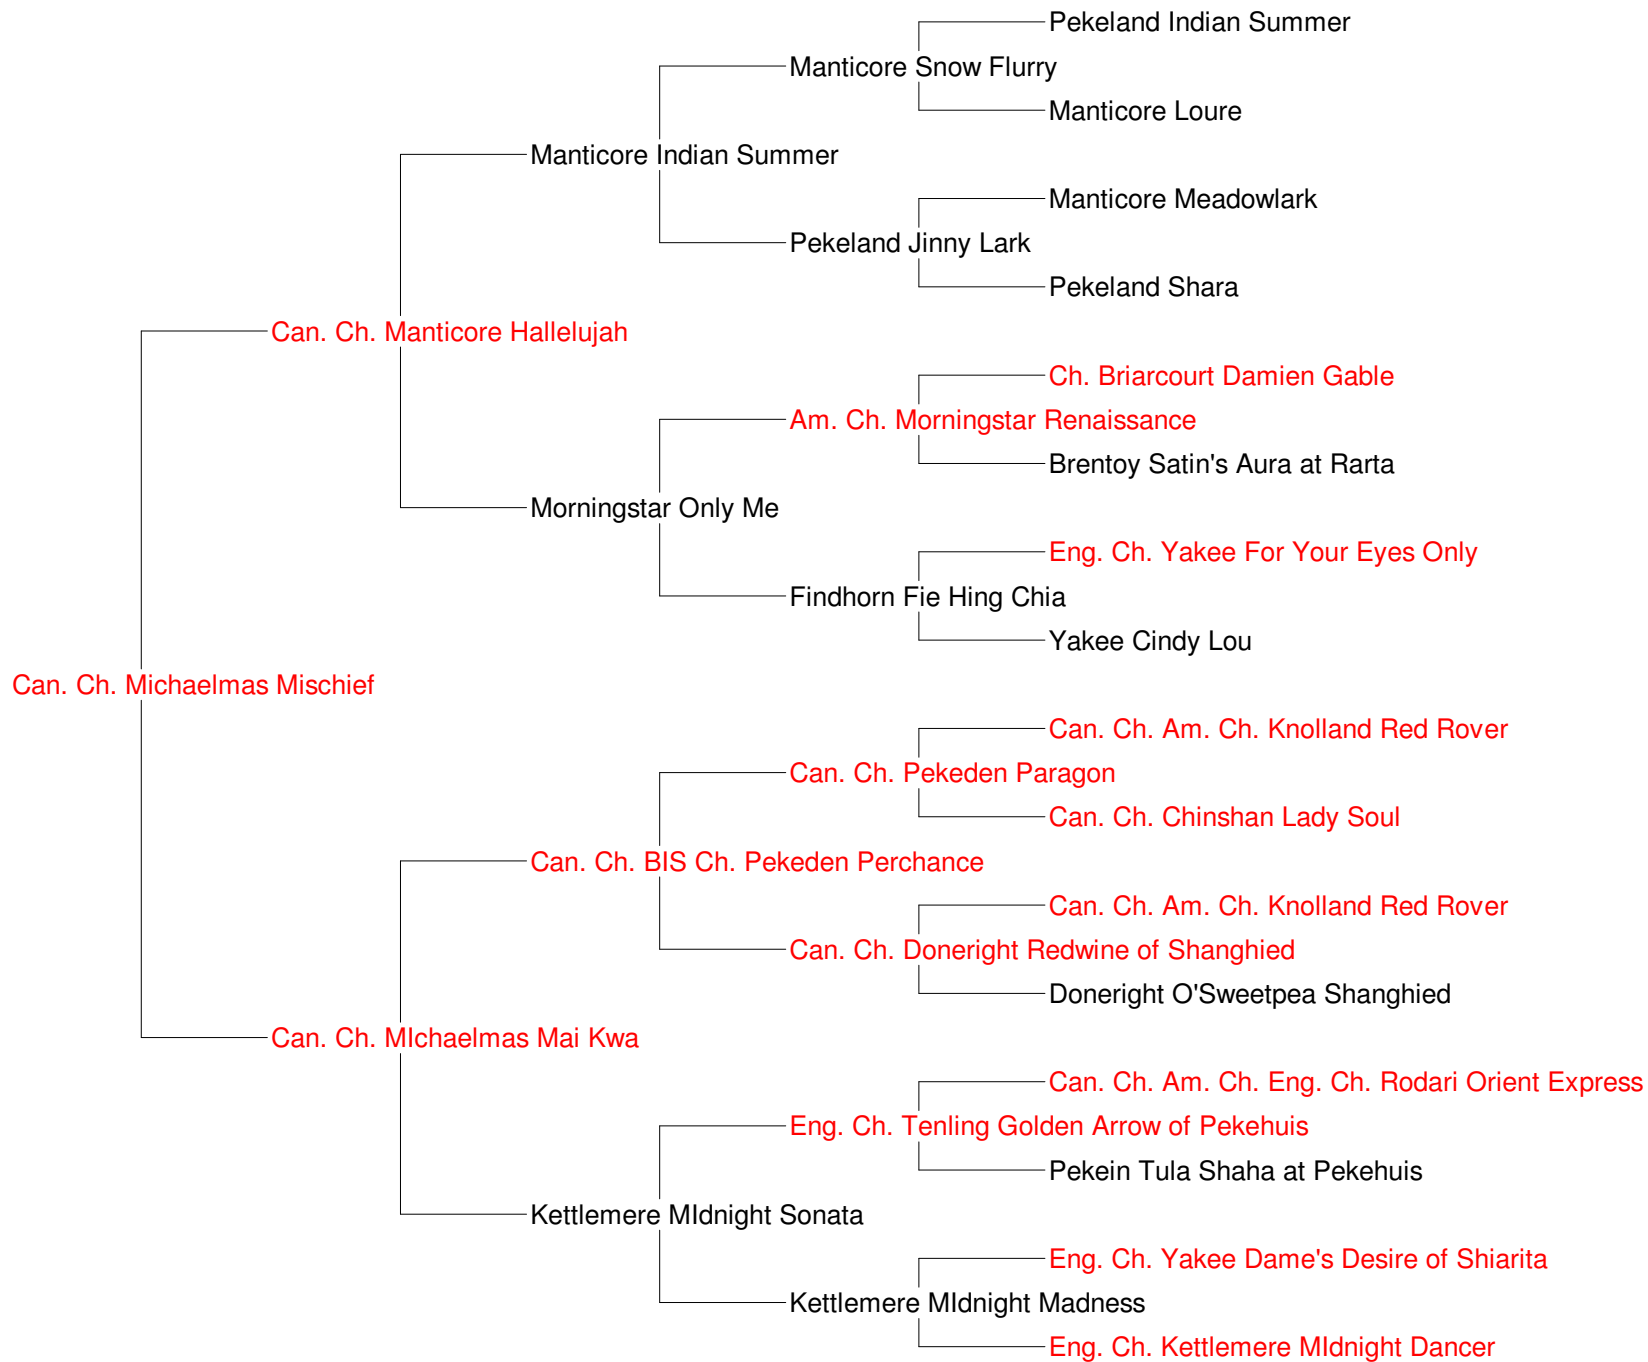 Pekeland Indian Summer
Manticore Snow Flurry
Manticore Loure
Manticore Indian Summer
Manticore Meadowlark
Pekeland Jinny Lark
Pekeland Shara
Can. Ch. Manticore Hallelujah
Ch. Briarcourt Damien Gable
Am. Ch. Morningstar Renaissance
Brentoy Satin's Aura at Rarta
Morningstar Only Me
Eng. Ch. Yakee For Your Eyes Only
Findhorn Fie Hing Chia
Yakee Cindy Lou
Can. Ch. Michaelmas Mischief
Can. Ch. Am. Ch. Knolland Red Rover
Can. Ch. Pekeden Paragon
Can. Ch. Chinshan Lady Soul
Can. Ch. BIS Ch. Pekeden Perchance
Can. Ch. Am. Ch. Knolland Red Rover
Can. Ch. Doneright Redwine of Shanghied
Doneright O'Sweetpea Shanghied
Can. Ch. MIchaelmas Mai Kwa
Can. Ch. Am. Ch. Eng. Ch. Rodari Orient Express
Eng. Ch. Tenling Golden Arrow of Pekehuis
Pekein Tula Shaha at Pekehuis
Kettlemere MIdnight Sonata
Eng. Ch. Yakee Dame's Desire of Shiarita
Kettlemere MIdnight Madness
Eng. Ch. Kettlemere MIdnight Dancer